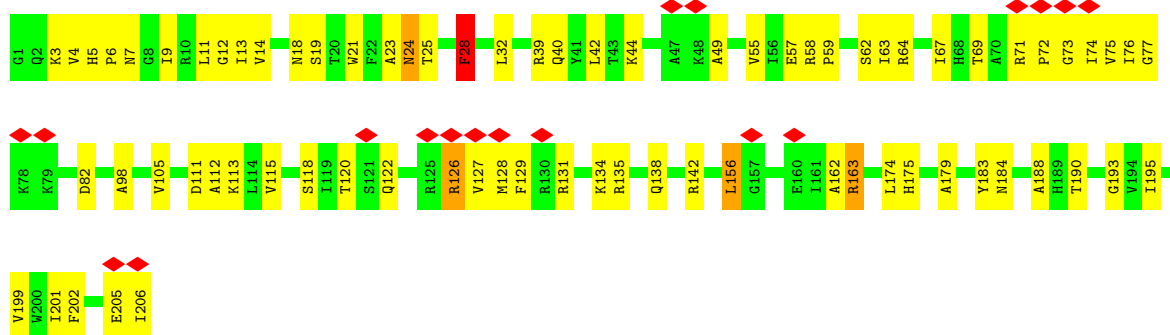 G1 Q2 K3 V4 H5 P6 N7 G8 I9 R10 L11 G12 I13 V14 N18 S19 T20 W21 F22 A23 N24 T25 F28 L32 R39 Q40 Y41 L42 T43 K44 A47 K48 A49 V55 I56 E57 R58 P59 S62 I63 R64 I67 H68 T69 A70 R71 P72 G73 I74 V75 I76 G77
K78 K79 D82 A98 V105 D111 A112 K113 L114 V115 S118 I119 T120 S121 Q122 R125 R126 V127 M128 F129 R130 R131 K134 R135 Q138 R142 L156 G157 E160 I161 A162 R163 L174 H175 A179 Y183 N184 A188 H189 T190 G193 V194 I195
V199 W200 I201 F202 E205 I206